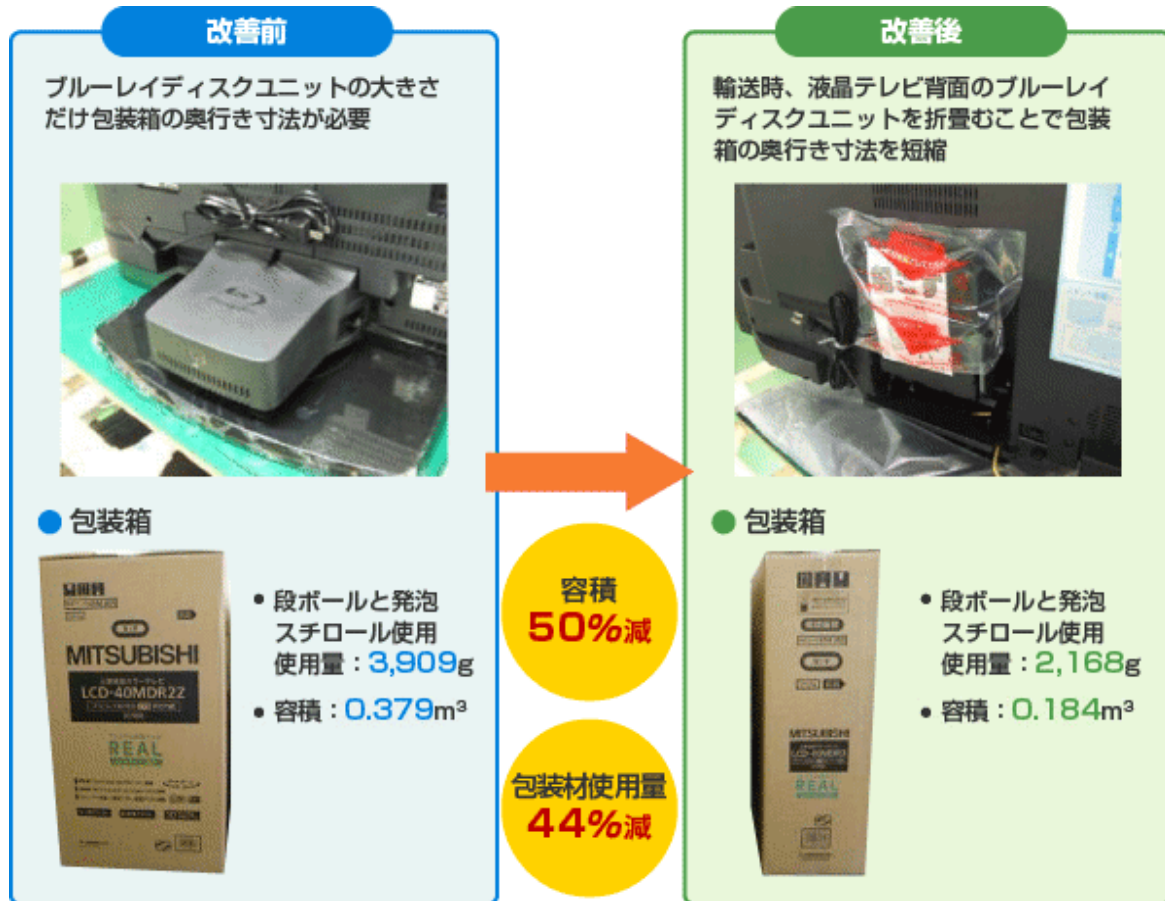 改善前
ブルーレイディスクユニットの大きさ
だけ包装箱の奥行き寸法が必要
包装箱
MITSUBISHI
LCD-40MDR2Z
REAL
段ボールと発泡
スチロール使用
使用量：3,909g
容積：0.379m³
容積
50%減
包装材使用量
44%減
改善後
輸送時、液晶テレビ背面のブルーレイ
ディスクユニットを折畳むことで包装
箱の奥行き寸法を短縮
包装箱
MITSUBISHI
REAL
段ボールと発泡
スチロール使用
使用量：2,168g
容積：0.184m³